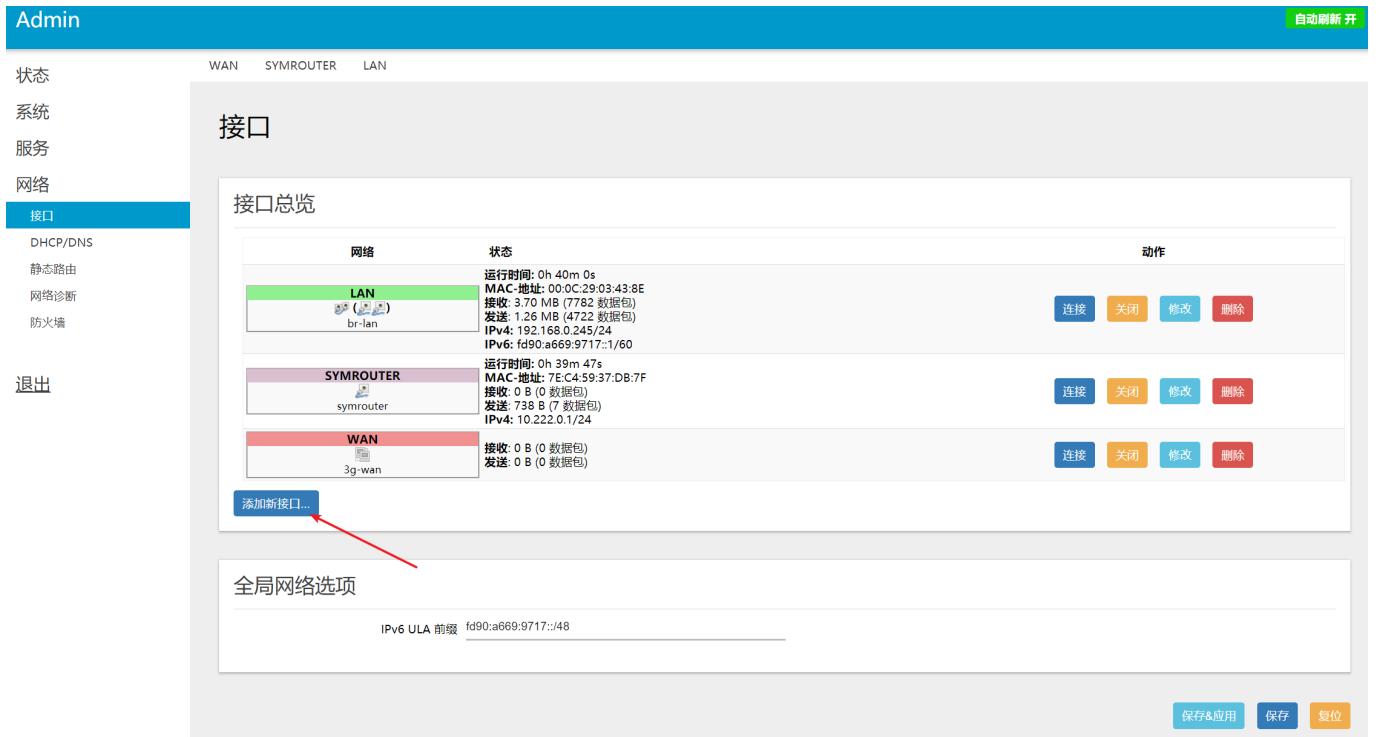 Admin
自动刷新 开
状态
系统
服务
网络
接口
DHCP/DNS
静态路由
网络诊断
防火墙
退出
WAN SYMROUTER LAN
接口
接口总览
网络 状态 动作
LAN
( )
br-lan
运行时间: 0h 40m 0s
MAC-地址: 00:0C:29:03:43:8E
接收: 3.70 MB (7782 数据包)
发送: 1.26 MB (4722 数据包)
IPv4: 192.168.0.245/24
IPv6: fd90:a669:9717::1/60
连接 关闭 修改 删除
SYMROUTER
symrouter
运行时间: 0h 39m 47s
MAC-地址: 7E:C4:59:37:DB:7F
接收: 0 B (0 数据包)
发送: 738 B (7 数据包)
IPv4: 10.222.0.1/24
连接 关闭 修改 删除
WAN
3g-wan
接收: 0 B (0 数据包)
发送: 0 B (0 数据包)
连接 关闭 修改 删除
添加新接口...
全局网络选项
IPv6 ULA 前缀 fd90:a669:9717::/48
保存&应用 保存 复位